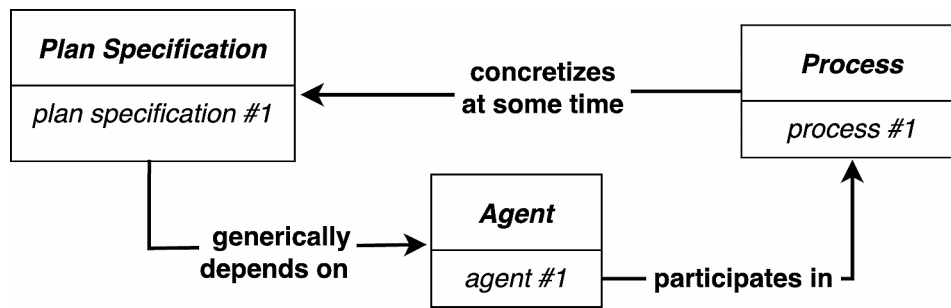 Plan Specification
plan specification #1
concretizes
at some time
Process
process #1
generically
depends on
Agent
agent #1
participates in